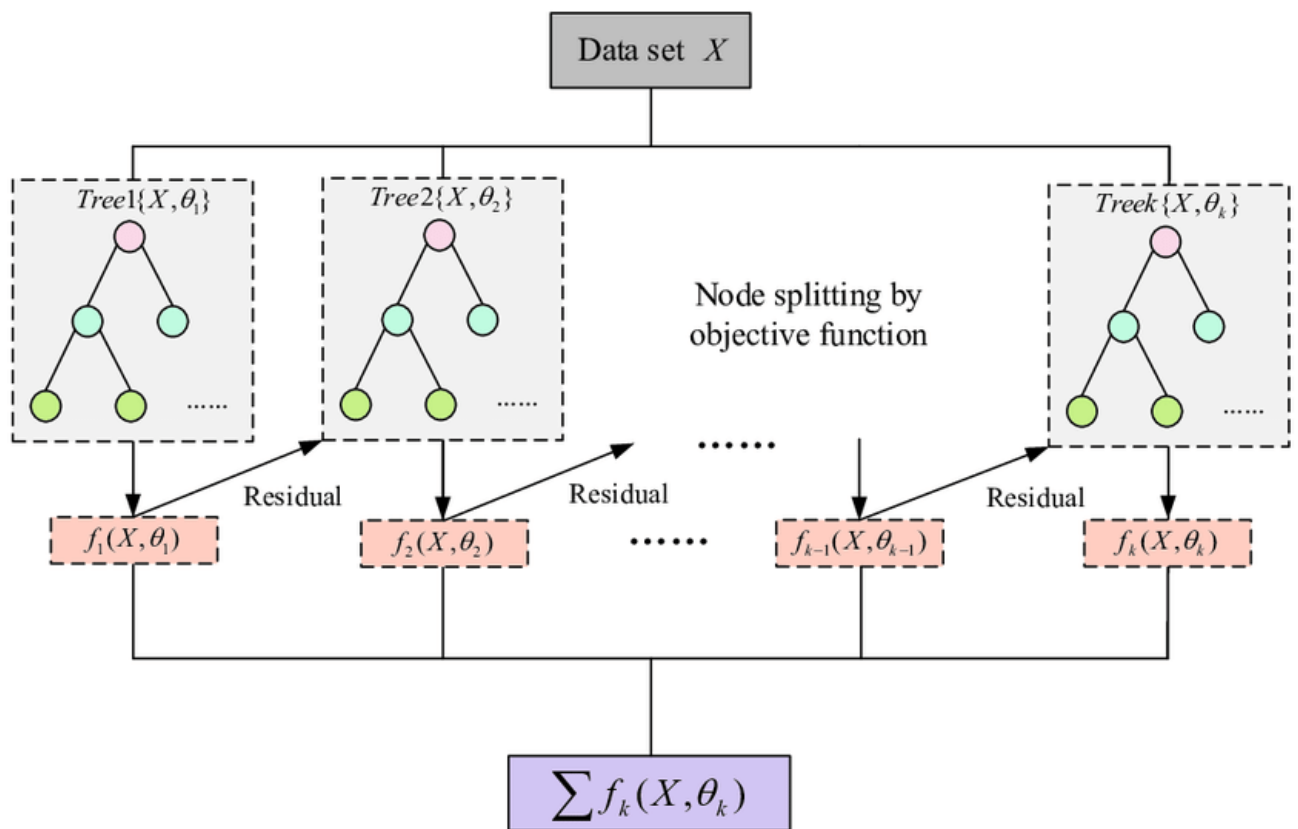 Data set X
Tree1{X,θ₁}
Tree2{X,θ₂}
Treek{X,θₖ}
Node splitting by
objective function
……
……
……
……
Residual
Residual
Residual
f₁(X,θ₁)
f₂(X,θ₂)
……
fₖ₋₁(X,θₖ₋₁)
fₖ(X,θₖ)
∑fₖ(X,θₖ)